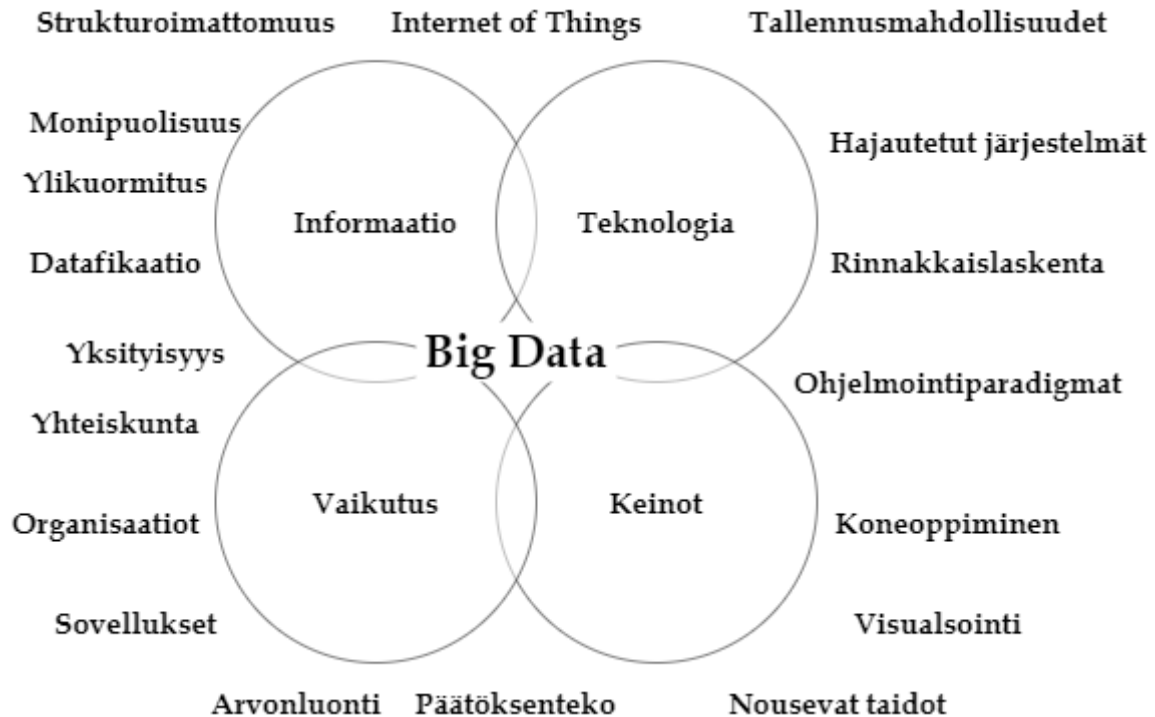 Strukturoimattomuus
Internet of Things
Tallennusmahdollisuudet
Monipuolisuus
Hajautetut järjestelmät
Ylikuormitus
Informaatio
Teknologia
Datafikaatio
Rinnakkaislaskenta
Yksityisyys
Big Data
Ohjelmointiparadigmat
Yhteiskunta
Vaikutus
Keinot
Organisaatiot
Koneoppiminen
Sovellukset
Visualsointi
Arvonluonti
Päätöksenteko
Nousevat taidot